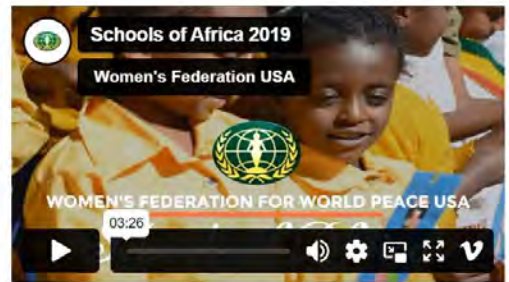 Schools of Africa 2019
Women's Federation USA
WOMEN'S FEDERATION FOR WORLD PEACE USA
03:26